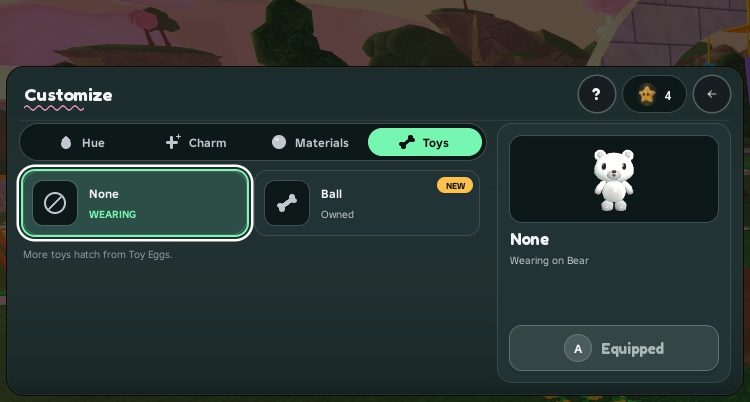 Customize
?
4
Hue
Charm
Materials
Toys
None
WEARING
Ball
Owned
NEW
More toys hatch from Toy Eggs.
None
Wearing on Bear
A Equipped